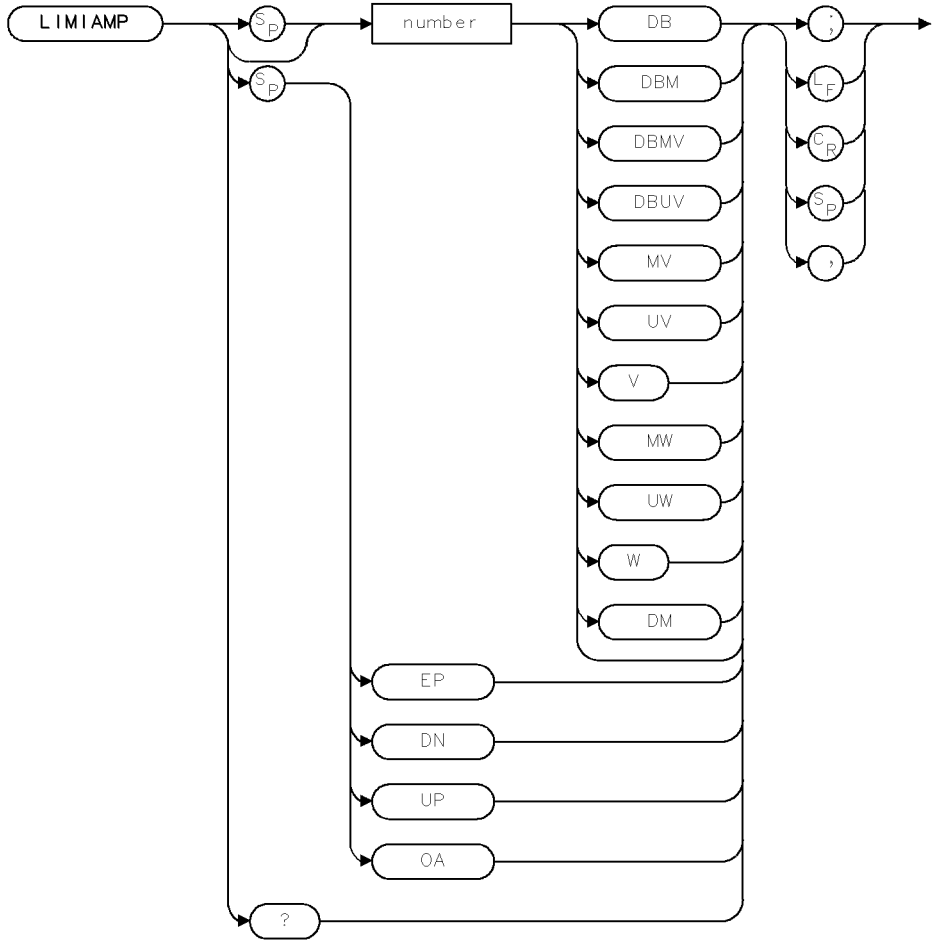 LIMIAMP
SP
number
DB
;
SP
DBM
LF
DBMV
CR
DBUV
SP
MV
,
UV
V
MW
UW
W
DM
EP
DN
UP
OA
?